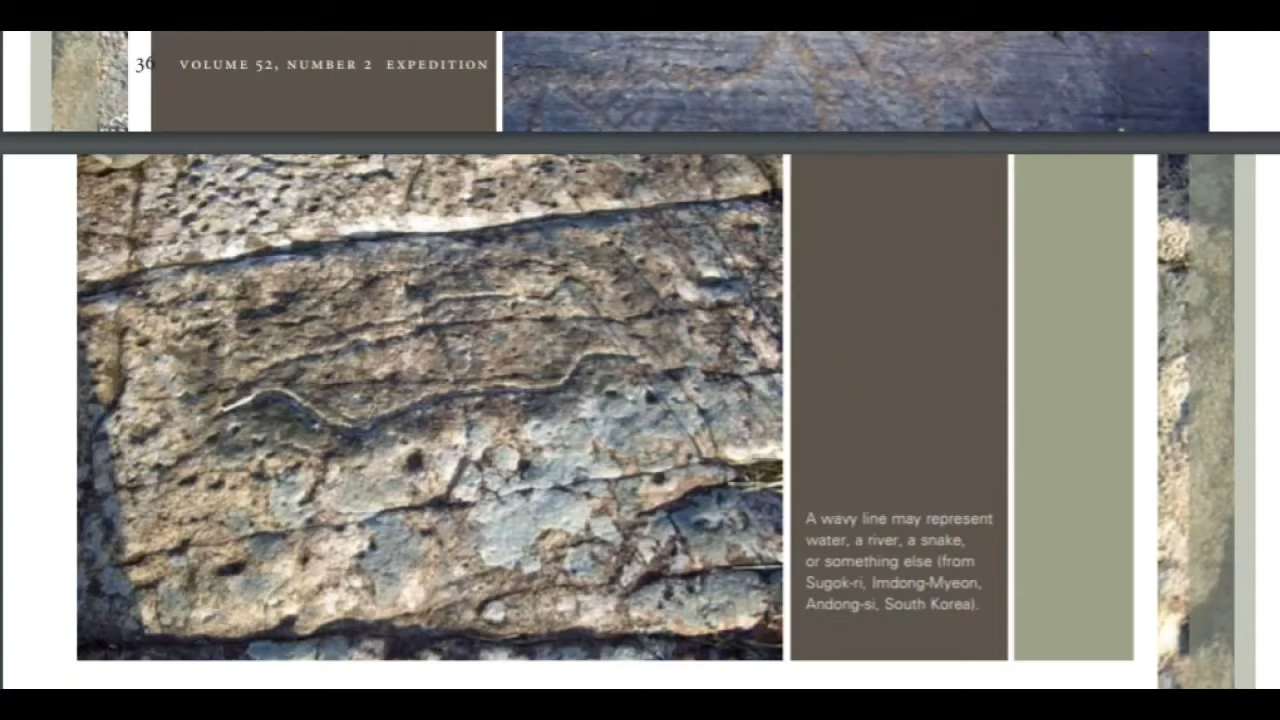 36 VOLUME 52, NUMBER 2 EXPEDITION
A wavy line may represent
water, a river, a snake,
or something else (from
Sugok-ri, Imdong-Myeon,
Andong-si, South Korea).